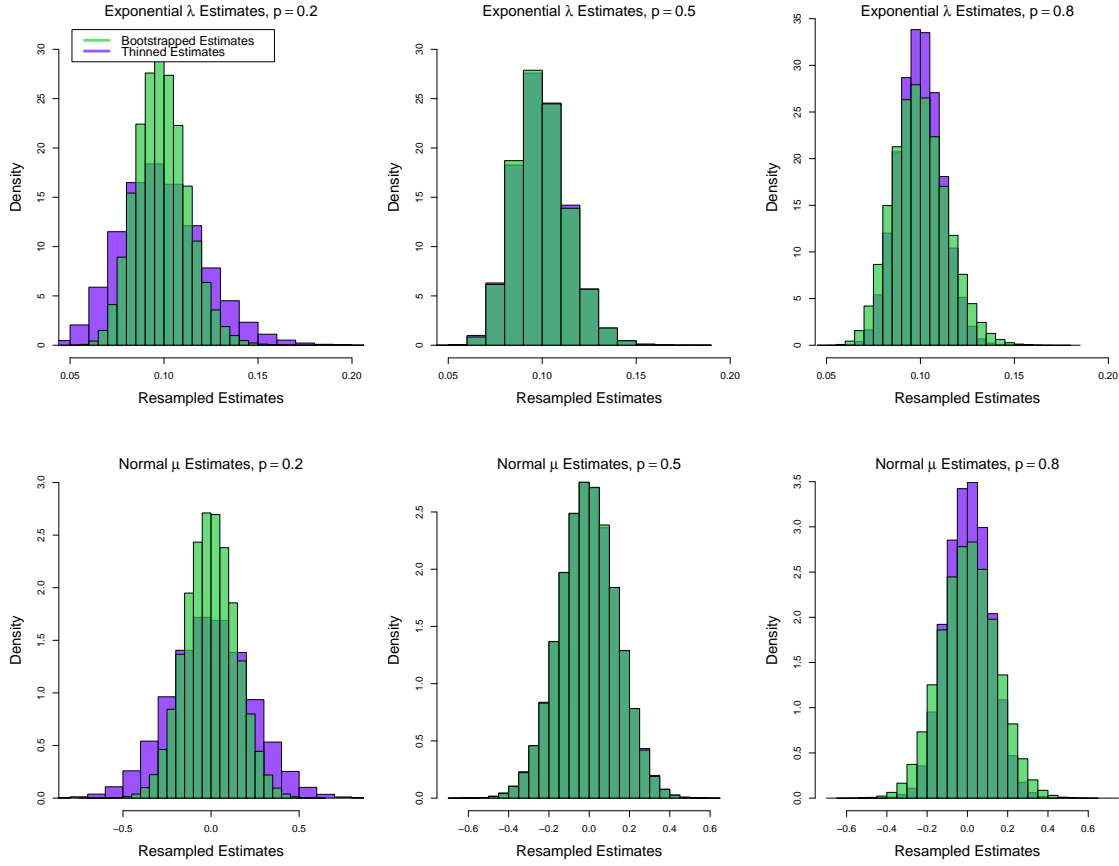 Exponential λ Estimates, p = 0.2
Bootstrapped Estimates
Thinned Estimates
Density
30
25
20
15
10
5
0
0.05 0.10 0.15 0.20
Resampled Estimates
Exponential λ Estimates, p = 0.5
Density
30
25
20
15
10
5
0
0.05 0.10 0.15 0.20
Resampled Estimates
Exponential λ Estimates, p = 0.8
Density
35
30
25
20
15
10
5
0
0.05 0.10 0.15 0.20
Resampled Estimates
Normal μ Estimates, p = 0.2
Density
3.0
2.5
2.0
1.5
1.0
0.5
0.0
−0.5 0.0 0.5
Resampled Estimates
Normal μ Estimates, p = 0.5
Density
2.5
2.0
1.5
1.0
0.5
0.0
−0.6 −0.4 −0.2 0.0 0.2 0.4 0.6
Resampled Estimates
Normal μ Estimates, p = 0.8
Density
3.5
3.0
2.5
2.0
1.5
1.0
0.5
0.0
−0.6 −0.4 −0.2 0.0 0.2 0.4 0.6
Resampled Estimates